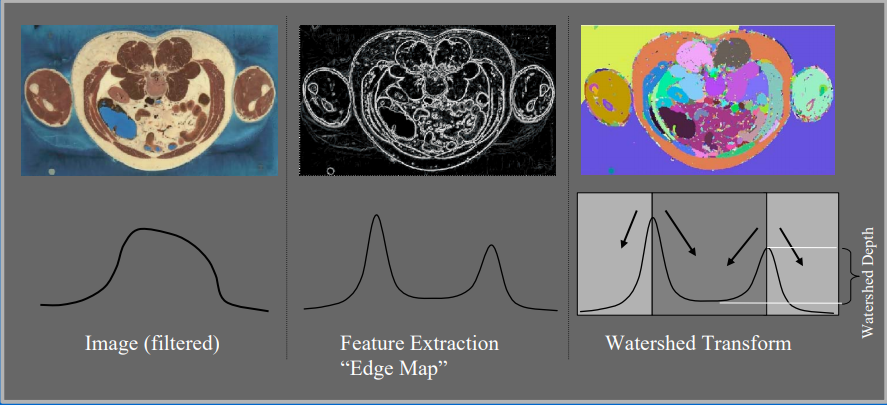 Image (filtered)
Feature Extraction
“Edge Map”
Watershed Transform
Watershed Depth